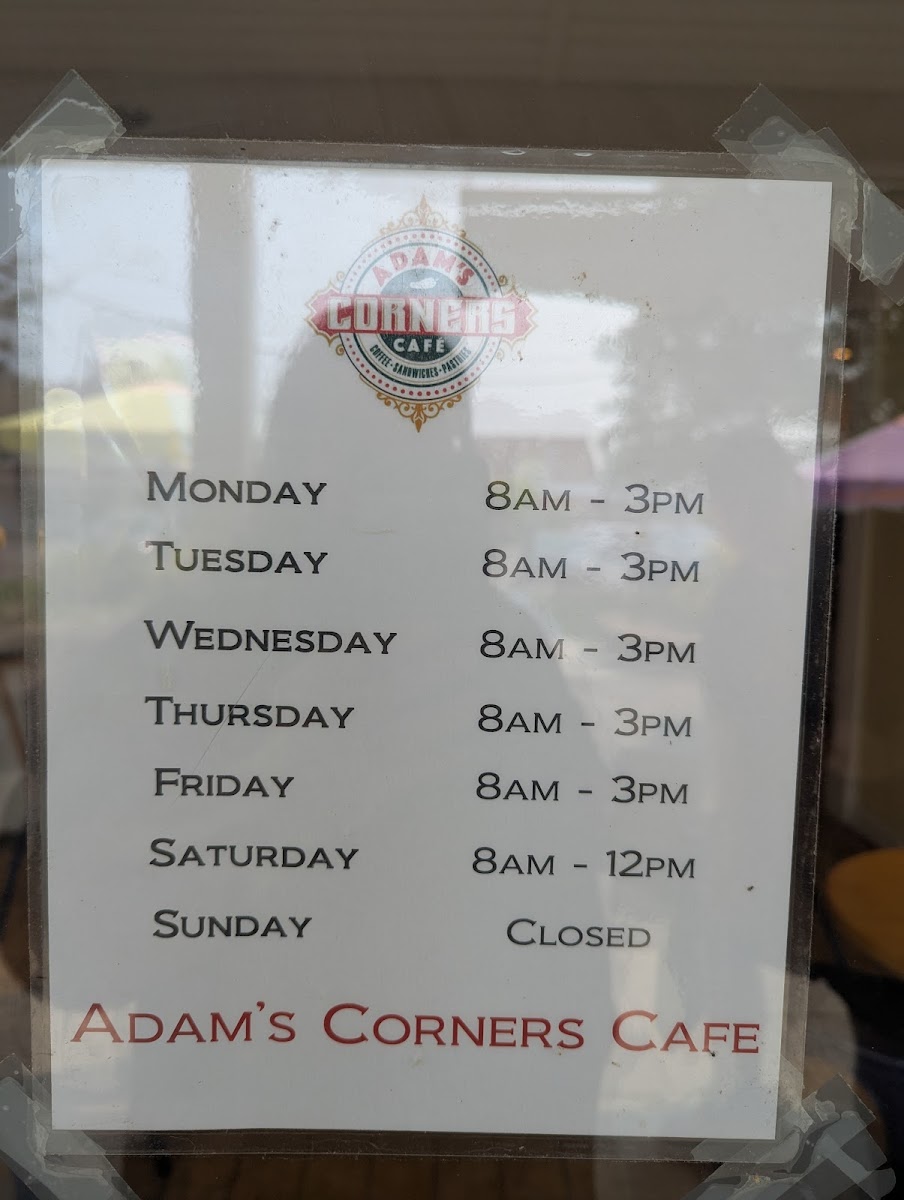 ADAM'S
CORNERS
CAFÉ
COFFEE · SANDWICHES · PASTRIES
MONDAY 8AM - 3PM
TUESDAY 8AM - 3PM
WEDNESDAY 8AM - 3PM
THURSDAY 8AM - 3PM
FRIDAY 8AM - 3PM
SATURDAY 8AM - 12PM
SUNDAY CLOSED
ADAM'S CORNERS CAFE